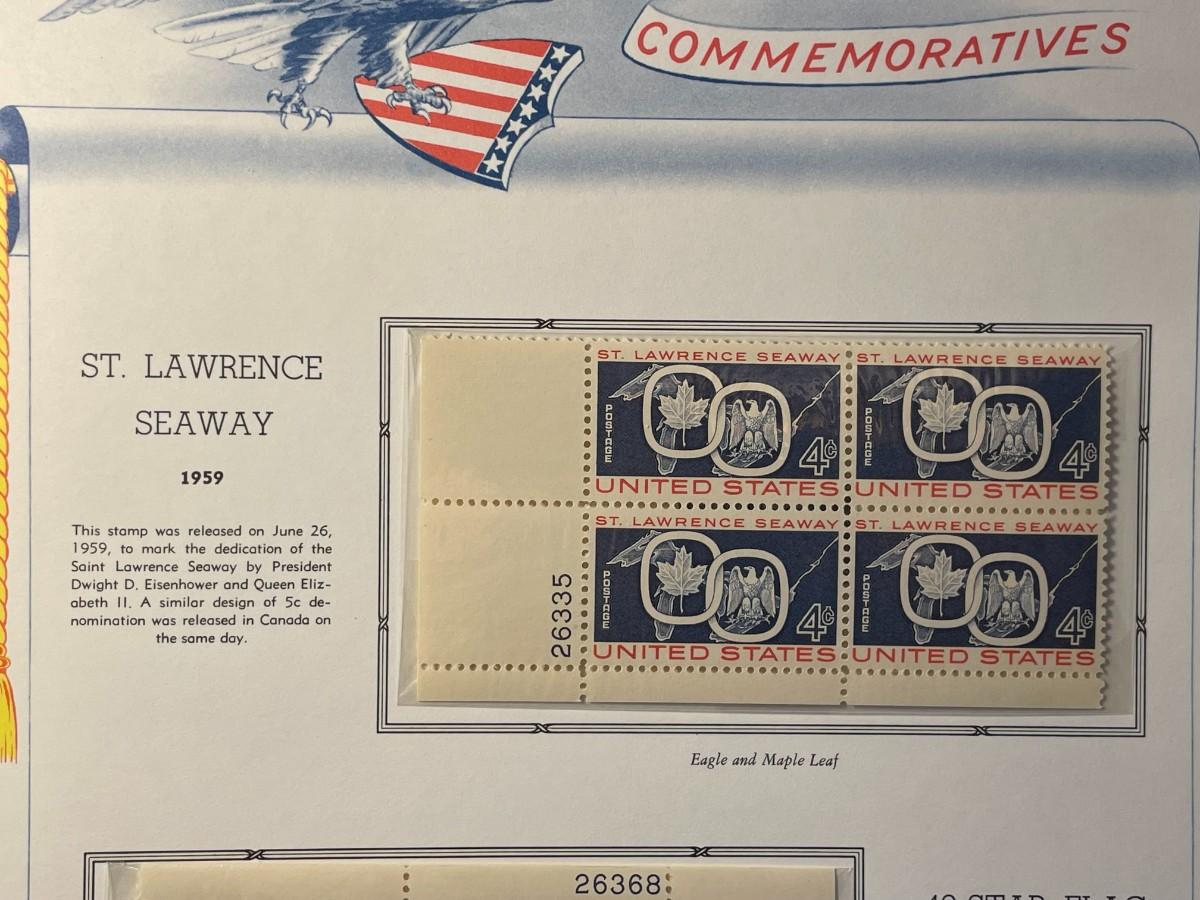 COMMEMORATIVES
ST. LAWRENCE
SEAWAY
1959
This stamp was released on June 26,
1959, to mark the dedication of the
Saint Lawrence Seaway by President
Dwight D. Eisenhower and Queen Eliz-
abeth II. A similar design of 5c de-
nomination was released in Canada on
the same day.
ST. LAWRENCE SEAWAY
POSTAGE
4¢
UNITED STATES
ST. LAWRENCE SEAWAY
POSTAGE
4¢
UNITED STATES
26335
ST. LAWRENCE SEAWAY
POSTAGE
4¢
UNITED STATES
ST. LAWRENCE SEAWAY
POSTAGE
4¢
UNITED STATES
Eagle and Maple Leaf
26368